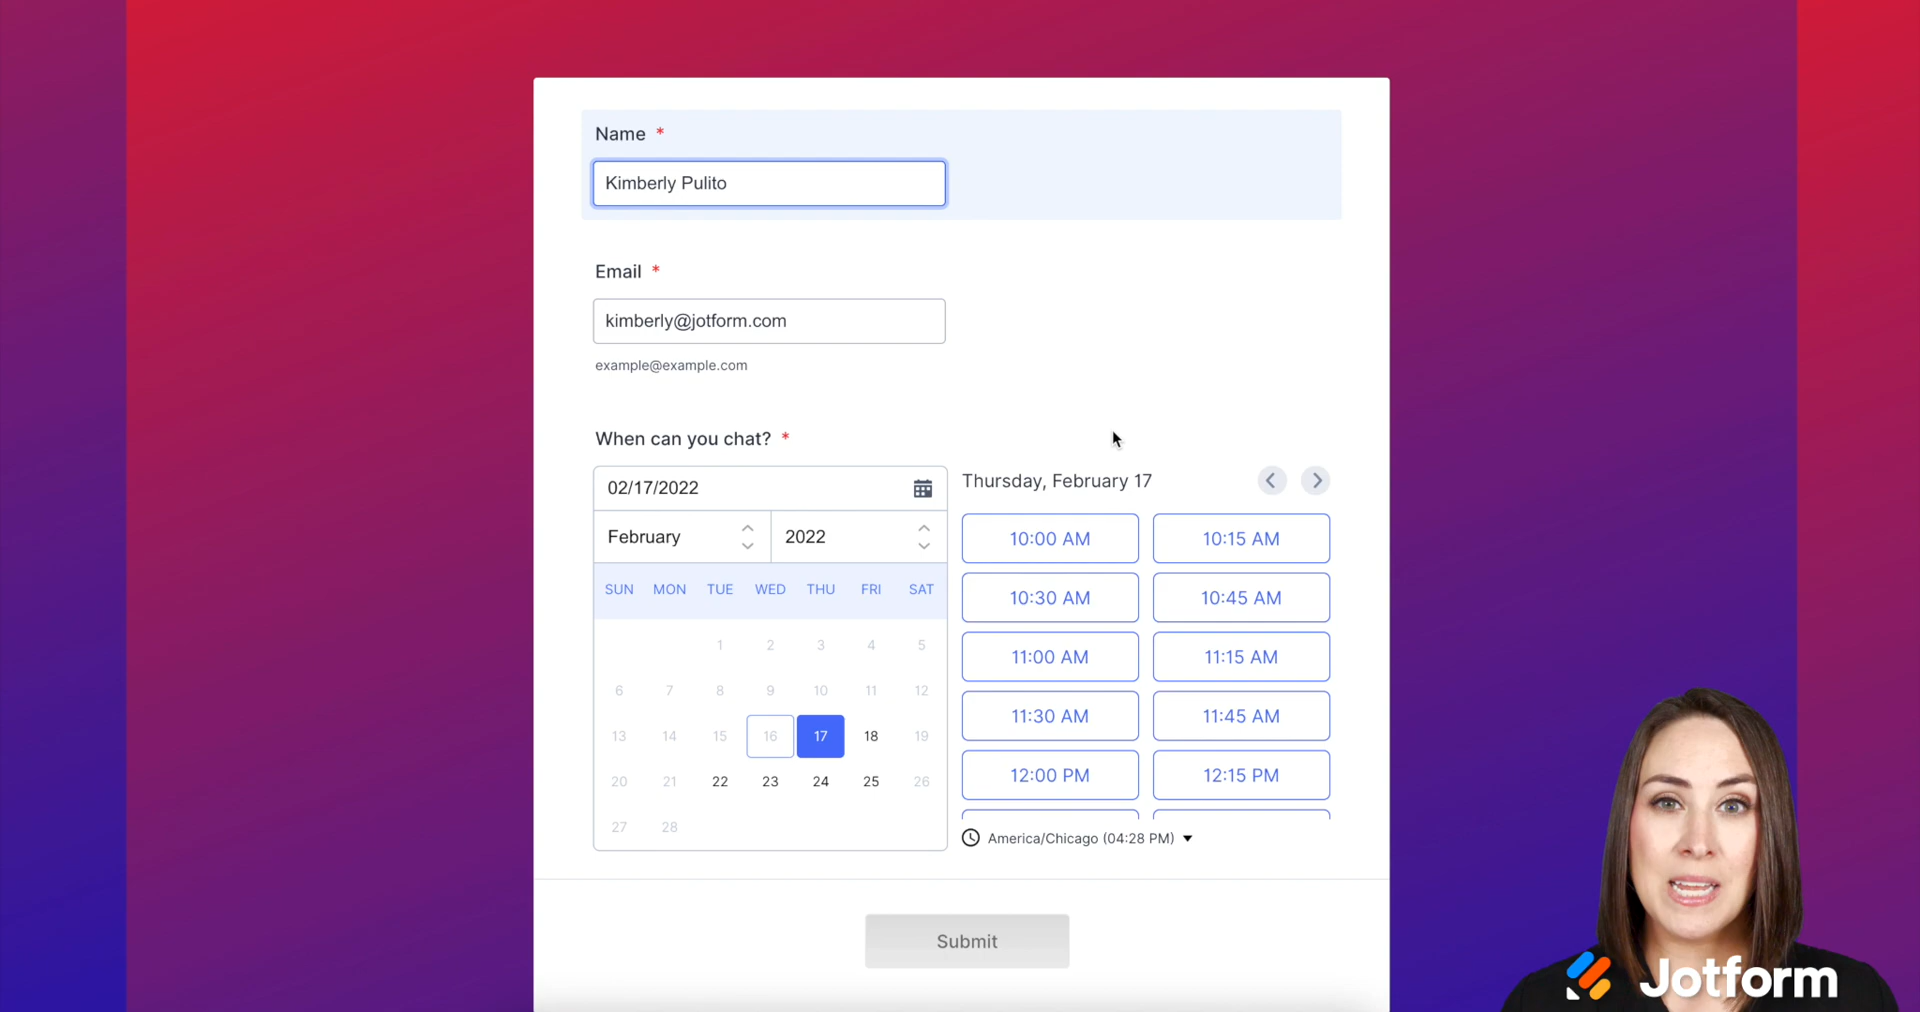 Name *
Kimberly Pulito
Email *
kimberly@jotform.com
example@example.com
When can you chat? *
02/17/2022
February 2022
SUN MON TUE WED THU FRI SAT
1 2 3 4 5
6 7 8 9 10 11 12
13 14 15 16 17 18 19
20 21 22 23 24 25 26
27 28
Thursday, February 17
10:00 AM 10:15 AM
10:30 AM 10:45 AM
11:00 AM 11:15 AM
11:30 AM 11:45 AM
12:00 PM 12:15 PM
America/Chicago (04:28 PM)
Submit
Jotform